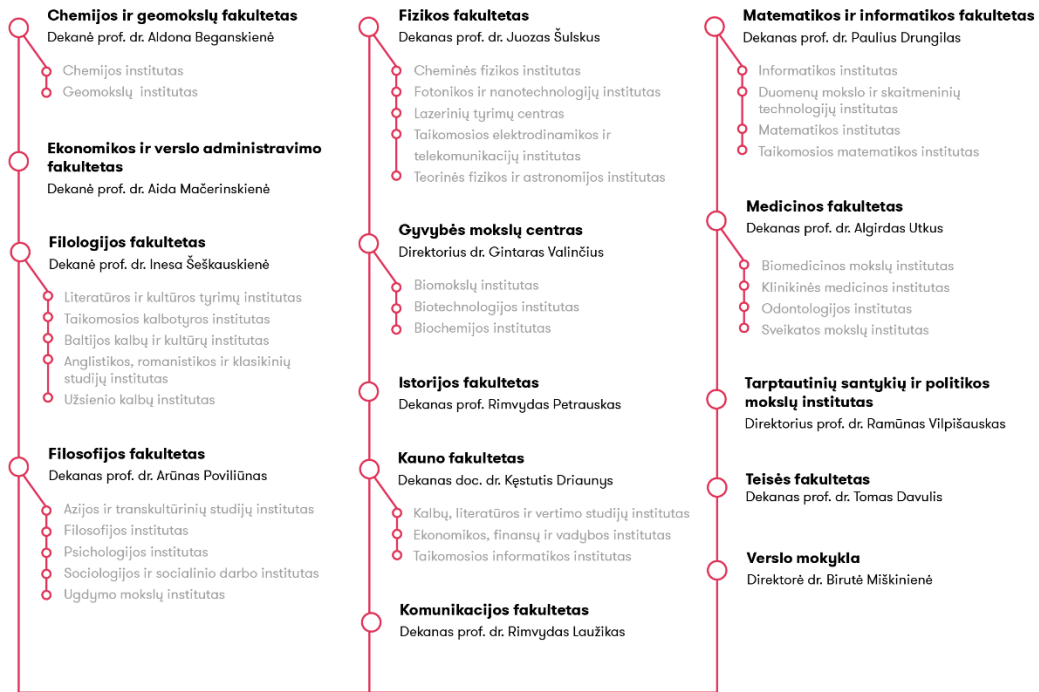 Chemijos ir geomokslų fakultetas
Dekanė prof. dr. Aldona Beganskienė
Chemijos institutas
Geomokslų institutas
Ekonomikos ir verslo administravimo
fakultetas
Dekanė prof. dr. Aida Mačerinskienė
Filologijos fakultetas
Dekanė prof. dr. Inesa Šeškauskienė
Literatūros ir kultūros tyrimų institutas
Taikomosios kalbotyros institutas
Baltijos kalbų ir kultūrų institutas
Anglistikos, romanistikos ir klasikinių
studijų institutas
Užsienio kalbų institutas
Filosofijos fakultetas
Dekanas prof. dr. Arūnas Poviliūnas
Azijos ir transkultūrinių studijų institutas
Filosofijos institutas
Psichologijos institutas
Sociologijos ir socialinio darbo institutas
Ugdymo mokslų institutas
Fizikos fakultetas
Dekanas prof. dr. Juozas Šulskus
Cheminės fizikos institutas
Fotonikos ir nanotechnologijų institutas
Lazerinių tyrimų centras
Taikomosios elektrodinamikos ir
telekomunikacijų institutas
Teorinės fizikos ir astronomijos institutas
Gyvybės mokslų centras
Direktorius dr. Gintaras Valinčius
Biomokslų institutas
Biotechnologijos institutas
Biochemijos institutas
Istorijos fakultetas
Dekanas prof. Rimvydas Petrauskas
Kauno fakultetas
Dekanas doc. dr. Kęstutis Driaunys
Kalbų, literatūros ir vertimo studijų institutas
Ekonomikos, finansų ir vadybos institutas
Taikomosios informatikos institutas
Komunikacijos fakultetas
Dekanas prof. dr. Rimvydas Laužikas
Matematikos ir informatikos fakultetas
Dekanas prof. dr. Paulius Drungilas
Informatikos institutas
Duomenų mokslo ir skaitmeninių
technologijų institutas
Matematikos institutas
Taikomosios matematikos institutas
Medicinos fakultetas
Dekanas prof. dr. Algirdas Utkus
Biomedicinos mokslų institutas
Klinikinės medicinos institutas
Odontologijos institutas
Sveikatos mokslų institutas
Tarptautinių santykių ir politikos
mokslų institutas
Direktorius prof. dr. Ramūnas Vilpišauskas
Teisės fakultetas
Dekanas prof. dr. Tomas Davulis
Verslo mokykla
Direktorė dr. Birutė Miškinienė